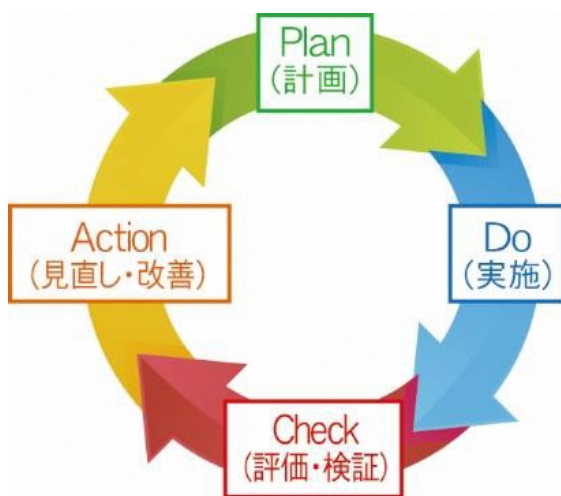 Plan
(計画)
Do
(実施)
Check
(評価・検証)
Action
(見直し・改善)